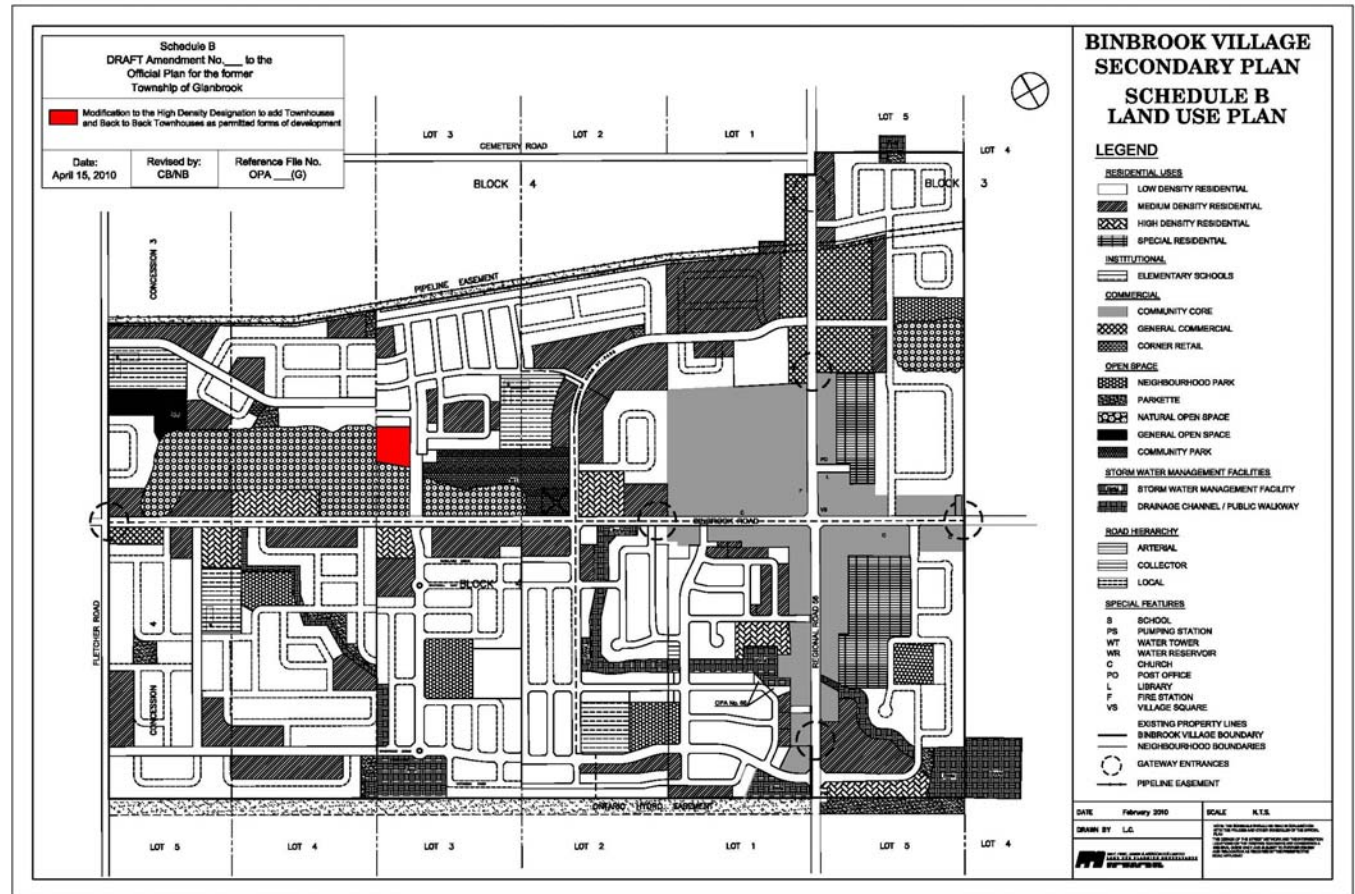 Schedule B
DRAFT Amendment No.___ to the
Official Plan for the former
Township of Glanbrook
Modification to the High Density Designation to add Townhouses
and Back to Back Townhouses as permitted forms of development
Date:
April 15, 2010
Revised by:
CB/NB
Reference File No.
OPA ___(G)
BINBROOK VILLAGE
SECONDARY PLAN
SCHEDULE B
LAND USE PLAN
LEGEND
RESIDENTIAL USES
LOW DENSITY RESIDENTIAL
MEDIUM DENSITY RESIDENTIAL
HIGH DENSITY RESIDENTIAL
SPECIAL RESIDENTIAL
INSTITUTIONAL
ELEMENTARY SCHOOLS
COMMERCIAL
COMMUNITY CORE
GENERAL COMMERCIAL
CORNER RETAIL
OPEN SPACE
NEIGHBOURHOOD PARK
PARKETTE
NATURAL OPEN SPACE
GENERAL OPEN SPACE
COMMUNITY PARK
STORM WATER MANAGEMENT FACILITIES
STORM WATER MANAGEMENT FACILITY
DRAINAGE CHANNEL / PUBLIC WALKWAY
ROAD HIERARCHY
ARTERIAL
COLLECTOR
LOCAL
SPECIAL FEATURES
S SCHOOL
PS PUMPING STATION
WT WATER TOWER
WR WATER RESERVOIR
C CHURCH
PO POST OFFICE
L LIBRARY
F FIRE STATION
VS VILLAGE SQUARE
EXISTING PROPERTY LINES
BINBROOK VILLAGE BOUNDARY
NEIGHBOURHOOD BOUNDARIES
GATEWAY ENTRANCES
PIPELINE EASEMENT
DATE February 2010
SCALE N.T.S.
DRAWN BY L.C.
LOT 3
LOT 2
LOT 1
LOT 5
LOT 4
CEMETERY ROAD
BLOCK 4
BLOCK 3
CONCESSION 3
PIPELINE EASEMENT
PO
L
F
C
VS
BINBROOK ROAD
C
BLOCK 4
FLETCHER ROAD
REGIONAL ROAD 56
CONCESSION 4
OPA No. 66
ONTARIO HYDRO EASEMENT
LOT 5
LOT 4
LOT 3
LOT 2
LOT 1
LOT 5
LOT 4